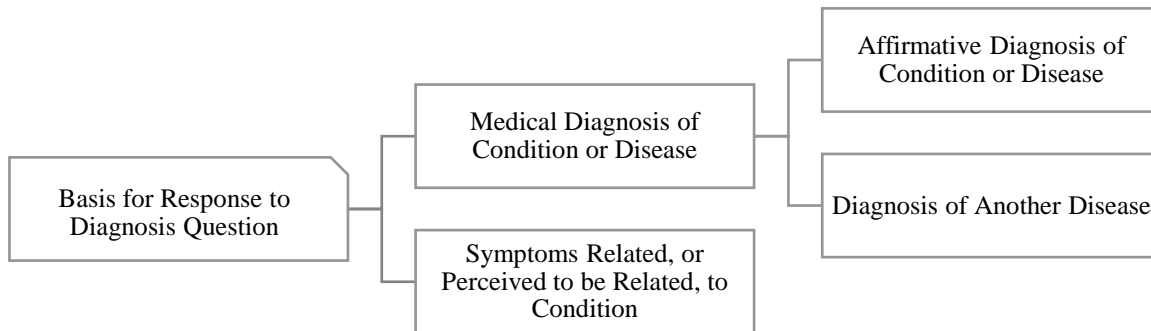 Basis for Response to
Diagnosis Question
Medical Diagnosis of
Condition or Disease
Symptoms Related, or
Perceived to be Related, to
Condition
Affirmative Diagnosis of
Condition or Disease
Diagnosis of Another Disease